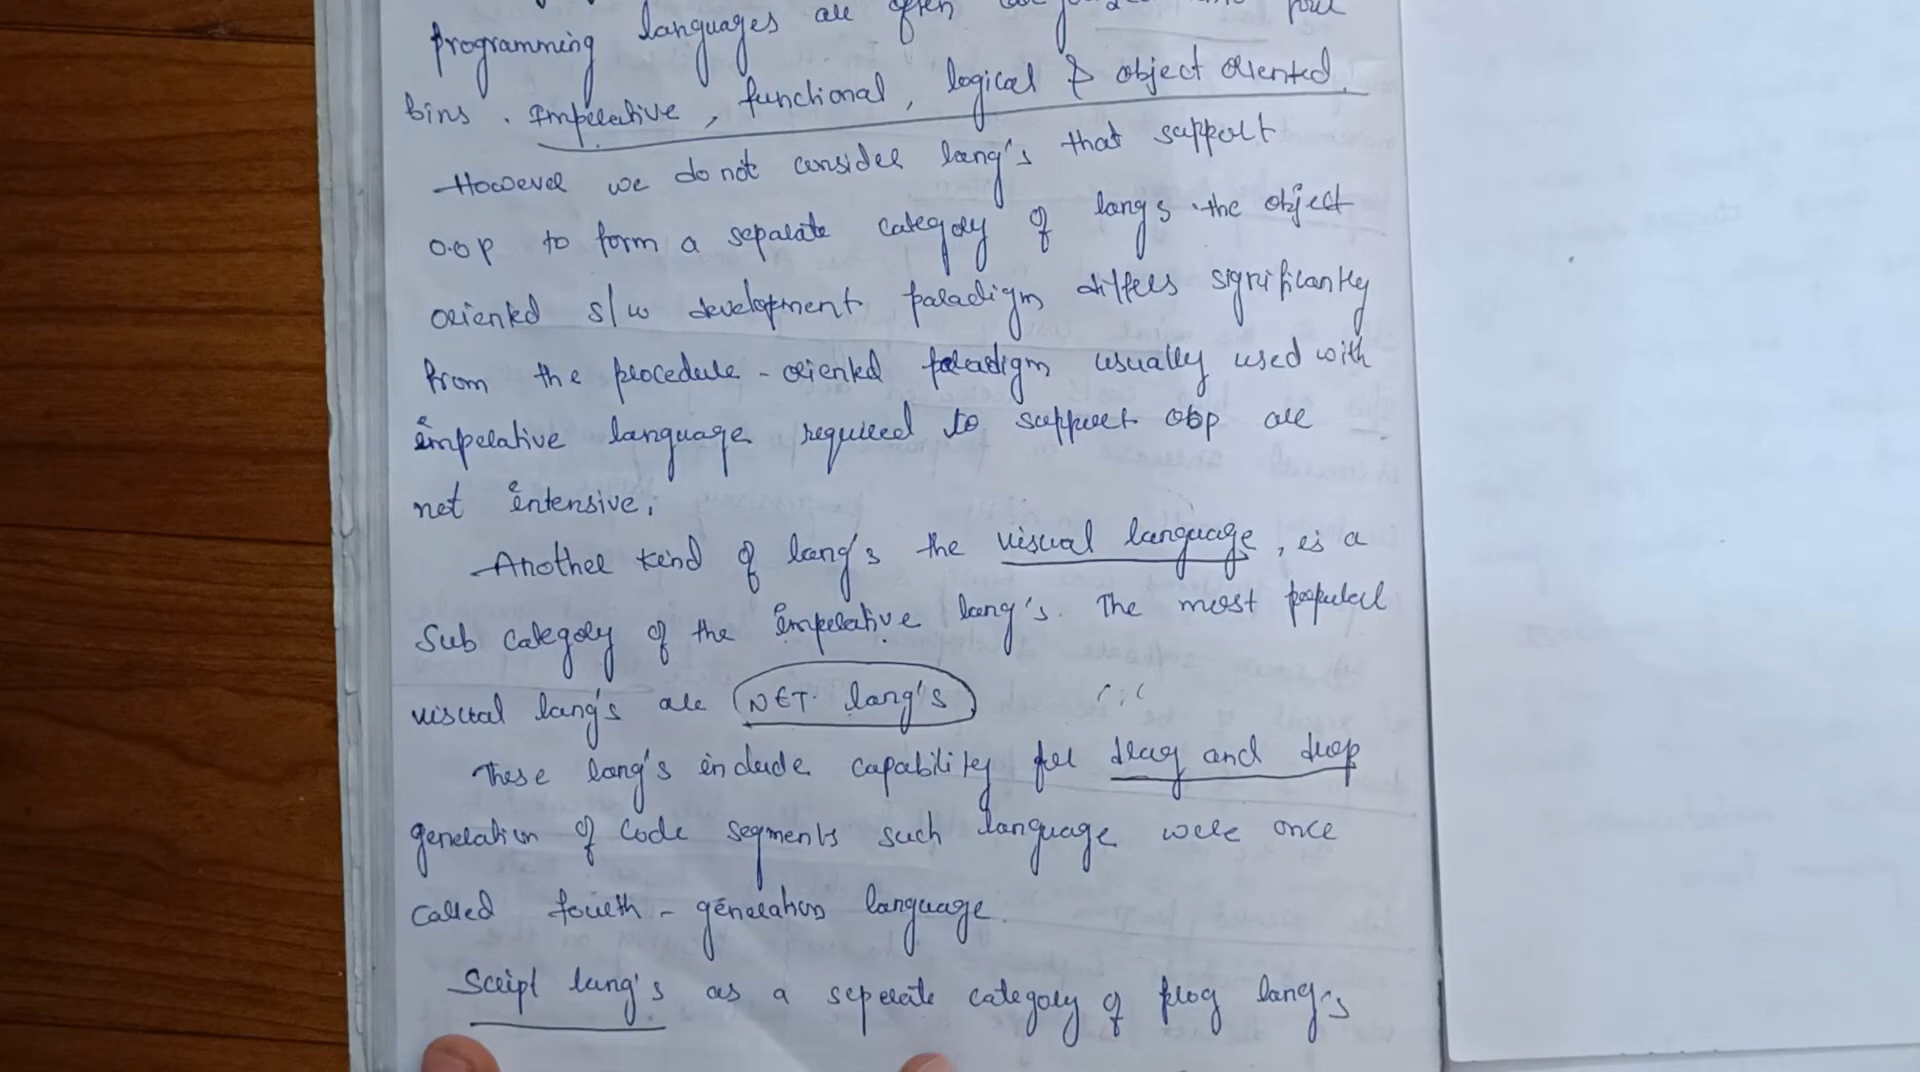 programming languages are often four
bins . Imperative , functional , logical & object oriented.
However we do not consider lang's that support
o.o.p to form a separate category of langs. the object
oriented s/w development paradigm differs significantly
from the procedure - oriented paradigm usually used with
imperative language required to support oop are
not intensive.
Another kind of lang's the visual language , is a
Sub category of the imperative lang's. The most popular
visual lang's are NET. lang's
These lang's include capability for drag and drop
generation of code segments such language were once
called fourth - generation language.
Script lang's as a seperate category of prog lang's